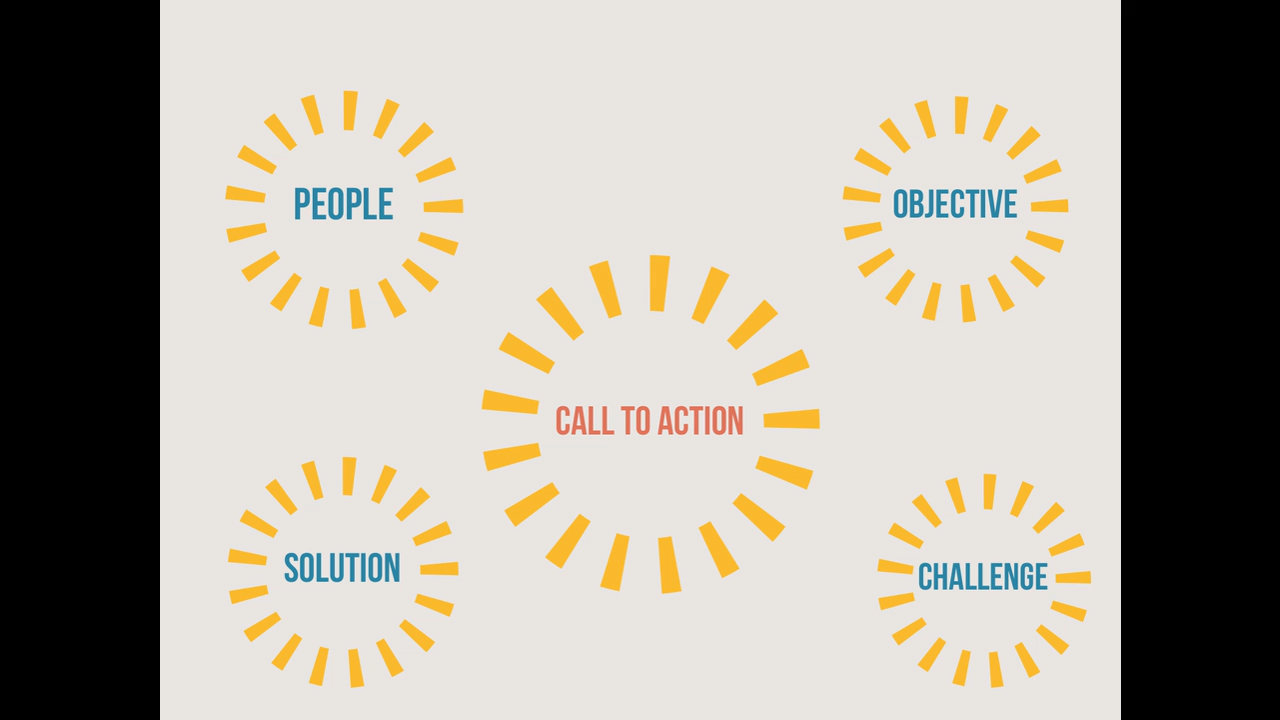 PEOPLE
OBJECTIVE
CALL TO ACTION
SOLUTION
CHALLENGE